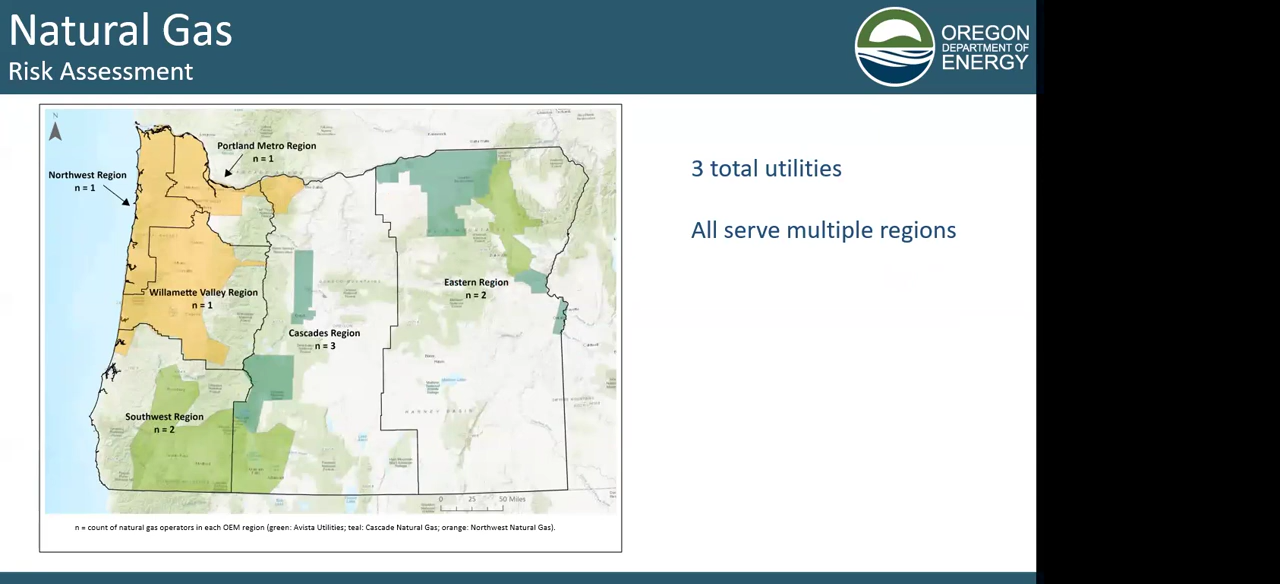 Natural Gas
Risk Assessment
OREGON
DEPARTMENT OF
ENERGY
N
Portland Metro Region
n = 1
Northwest Region
n = 1
Willamette Valley Region
n = 1
Eastern Region
n = 2
Cascades Region
n = 3
Southwest Region
n = 2
0 25 50 Miles
n = count of natural gas operators in each OEM region (green: Avista Utilities; teal: Cascade Natural Gas; orange: Northwest Natural Gas).
3 total utilities
All serve multiple regions